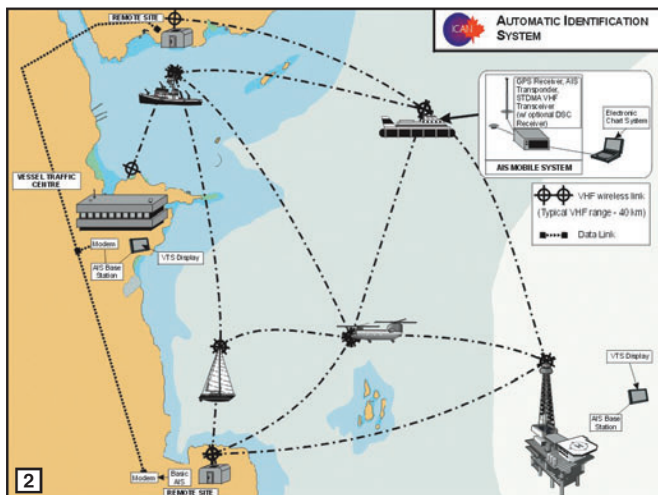 REMOTE SITE
ICAN
AUTOMATIC IDENTIFICATION
SYSTEM
GPS Receiver, AIS
Transponder,
STDMA VHF
Transceiver
(w/ optional DSC
Receiver)
Electronic
Chart System
AIS MOBILE SYSTEM
VHF wireless link
(Typical VHF range - 40 km)
Data Link
VESSEL TRAFFIC
CENTRE
Modem
VTS Display
AIS Base
Station
VTS Display
AIS Base
Station
Modem
Basic
AIS
REMOTE SITE
2